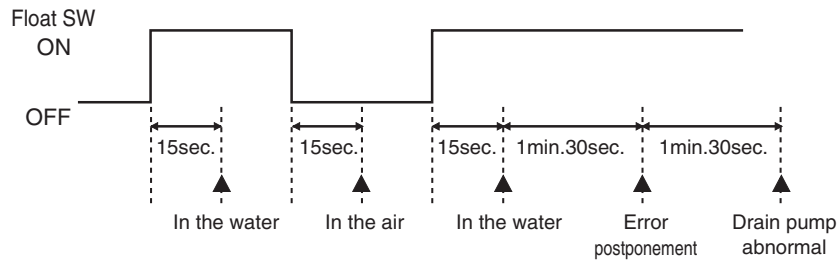 Float SW
ON
OFF
15sec. 15sec. 15sec. 1min.30sec. 1min.30sec.
In the water In the air In the water Error postponement Drain pump abnormal